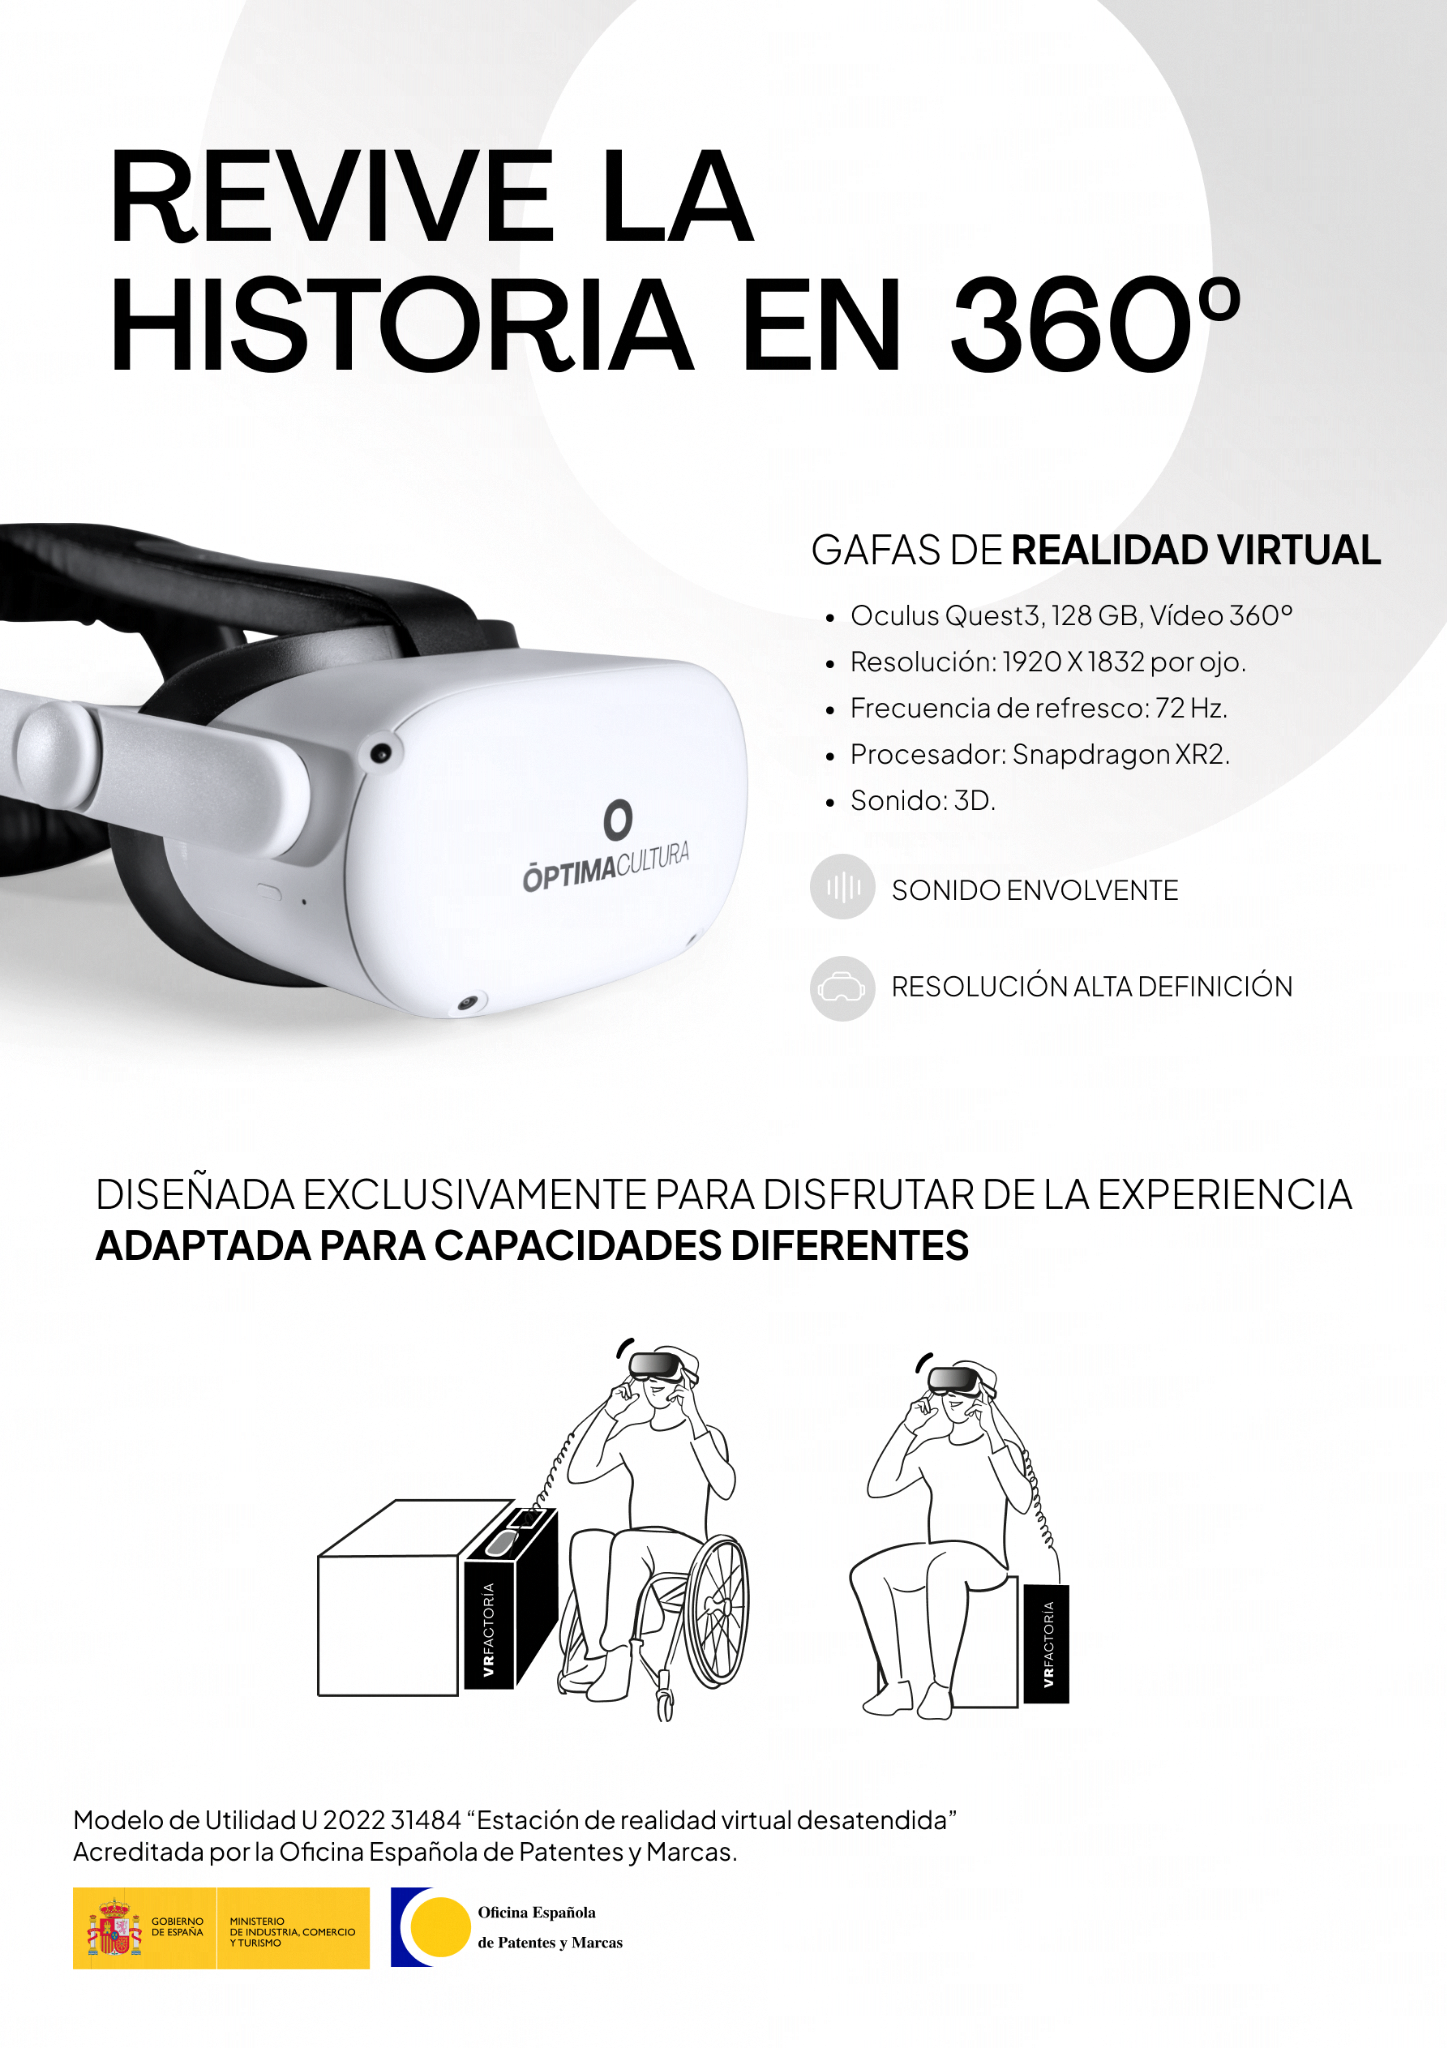 REVIVE LA
HISTORIA EN 360º
GAFAS DE REALIDAD VIRTUAL
• Oculus Quest3, 128 GB, Vídeo 360º
• Resolución: 1920 X 1832 por ojo.
• Frecuencia de refresco: 72 Hz.
• Procesador: Snapdragon XR2.
• Sonido: 3D.
ŌPTIMACULTURA
SONIDO ENVOLVENTE
RESOLUCIÓN ALTA DEFINICIÓN
DISEÑADA EXCLUSIVAMENTE PARA DISFRUTAR DE LA EXPERIENCIA
ADAPTADA PARA CAPACIDADES DIFERENTES
VRFACTORÍA
VRFACTORÍA
Modelo de Utilidad U 2022 31484 “Estación de realidad virtual desatendida”
Acreditada por la Oficina Española de Patentes y Marcas.
GOBIERNO
DE ESPAÑA
MINISTERIO
DE INDUSTRIA, COMERCIO
Y TURISMO
Oficina Española
de Patentes y Marcas